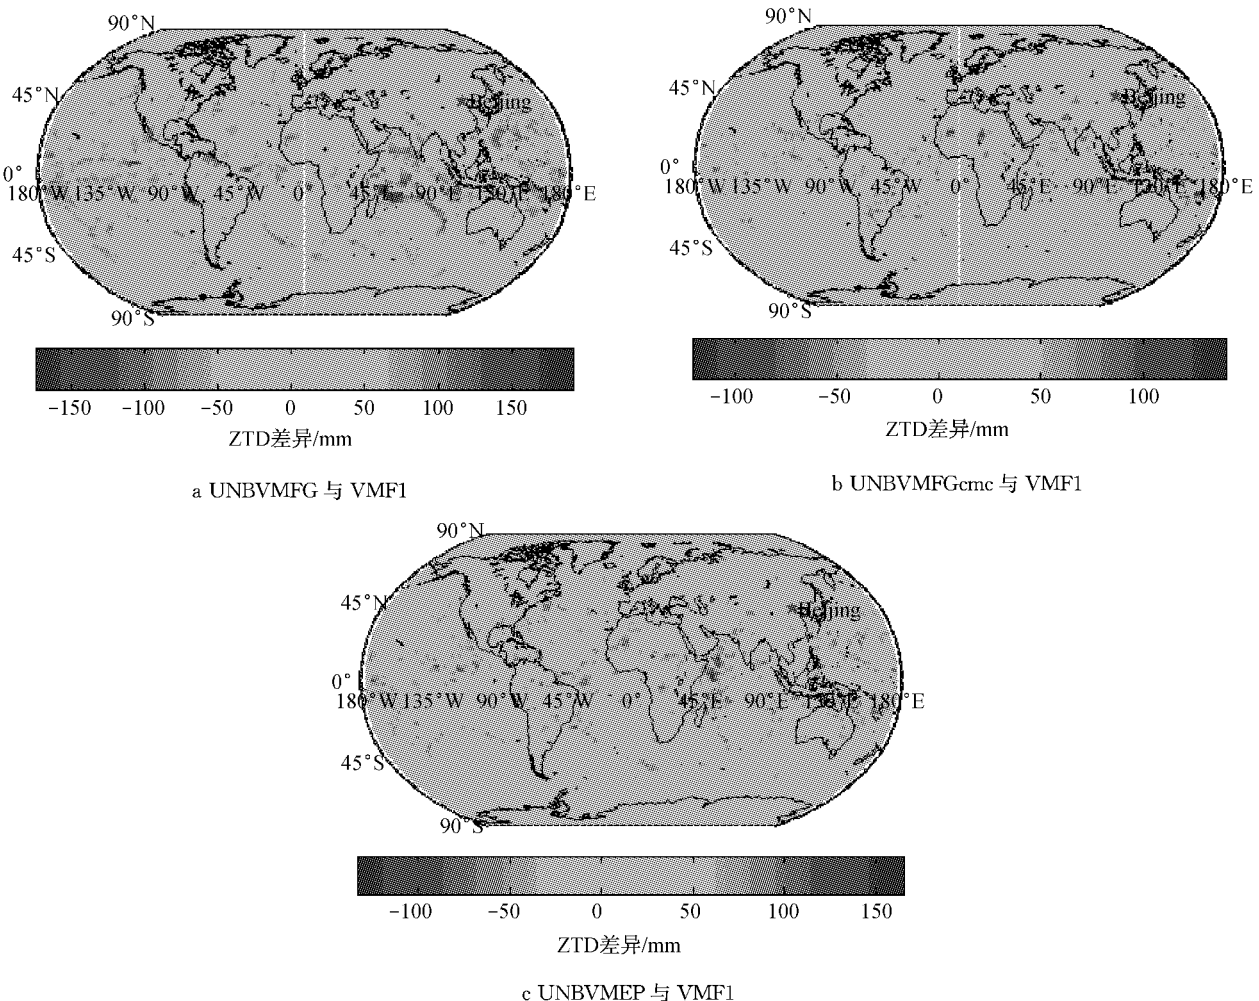 90°N
45°N
Beijing
0°
180°W 135°W 90°W 45°W 0° 45°E 90°E 135°E 180°E
45°S
90°S
-150 -100 -50 0 50 100 150
ZTD差异/mm
a UNBVMFG 与 VMF1
90°N
45°N
Beijing
0°
180°W 135°W 90°W 45°W 0° 45°E 90°E 135°E 180°E
45°S
90°S
-100 -50 0 50 100
ZTD差异/mm
b UNBVMFGcmc 与 VMF1
90°N
45°N
Beijing
0°
180°W 135°W 90°W 45°W 0° 45°E 90°E 135°E 180°E
45°S
90°S
-100 -50 0 50 100 150
ZTD差异/mm
c UNBVMEP 与 VMF1